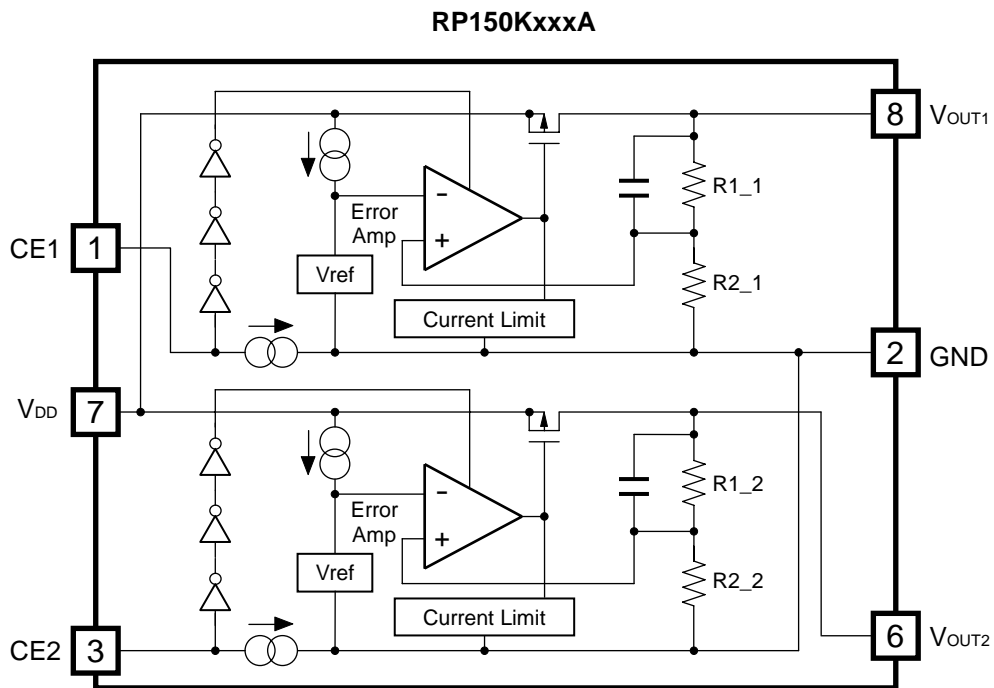 RP150KxxxA
8 VOUT1
R1_1
-
Error
Amp
+
CE1 1
Vref
R2_1
Current Limit
2 GND
VDD 7
R1_2
-
Error
Amp
+
Vref
R2_2
Current Limit
CE2 3
6 VOUT2